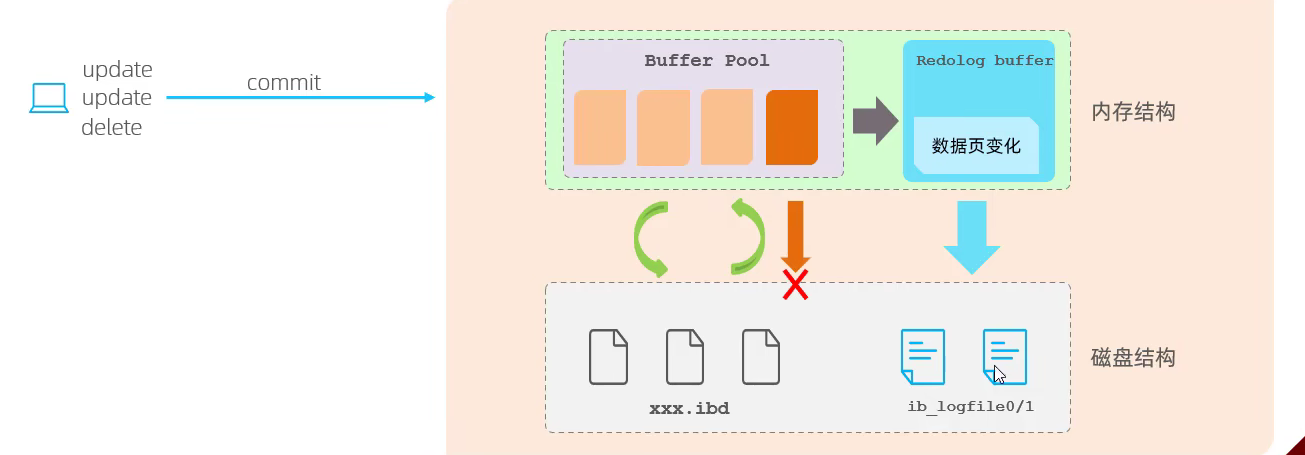 update
update
delete
commit
Buffer Pool
Redolog buffer
数据页变化
内存结构
xxx.ibd
ib_logfile0/1
磁盘结构